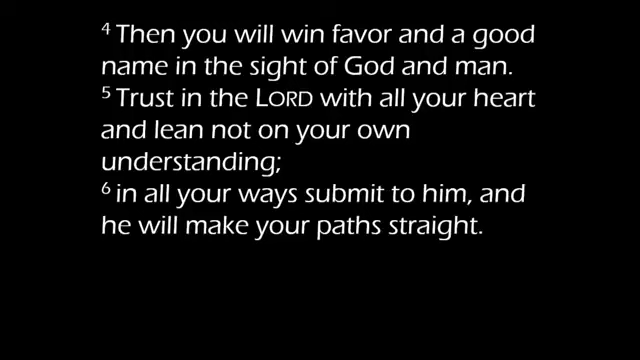 ⁴ Then you will win favor and a good
name in the sight of God and man.
⁵ Trust in the LORD with all your heart
and lean not on your own
understanding;
⁶ in all your ways submit to him, and
he will make your paths straight.